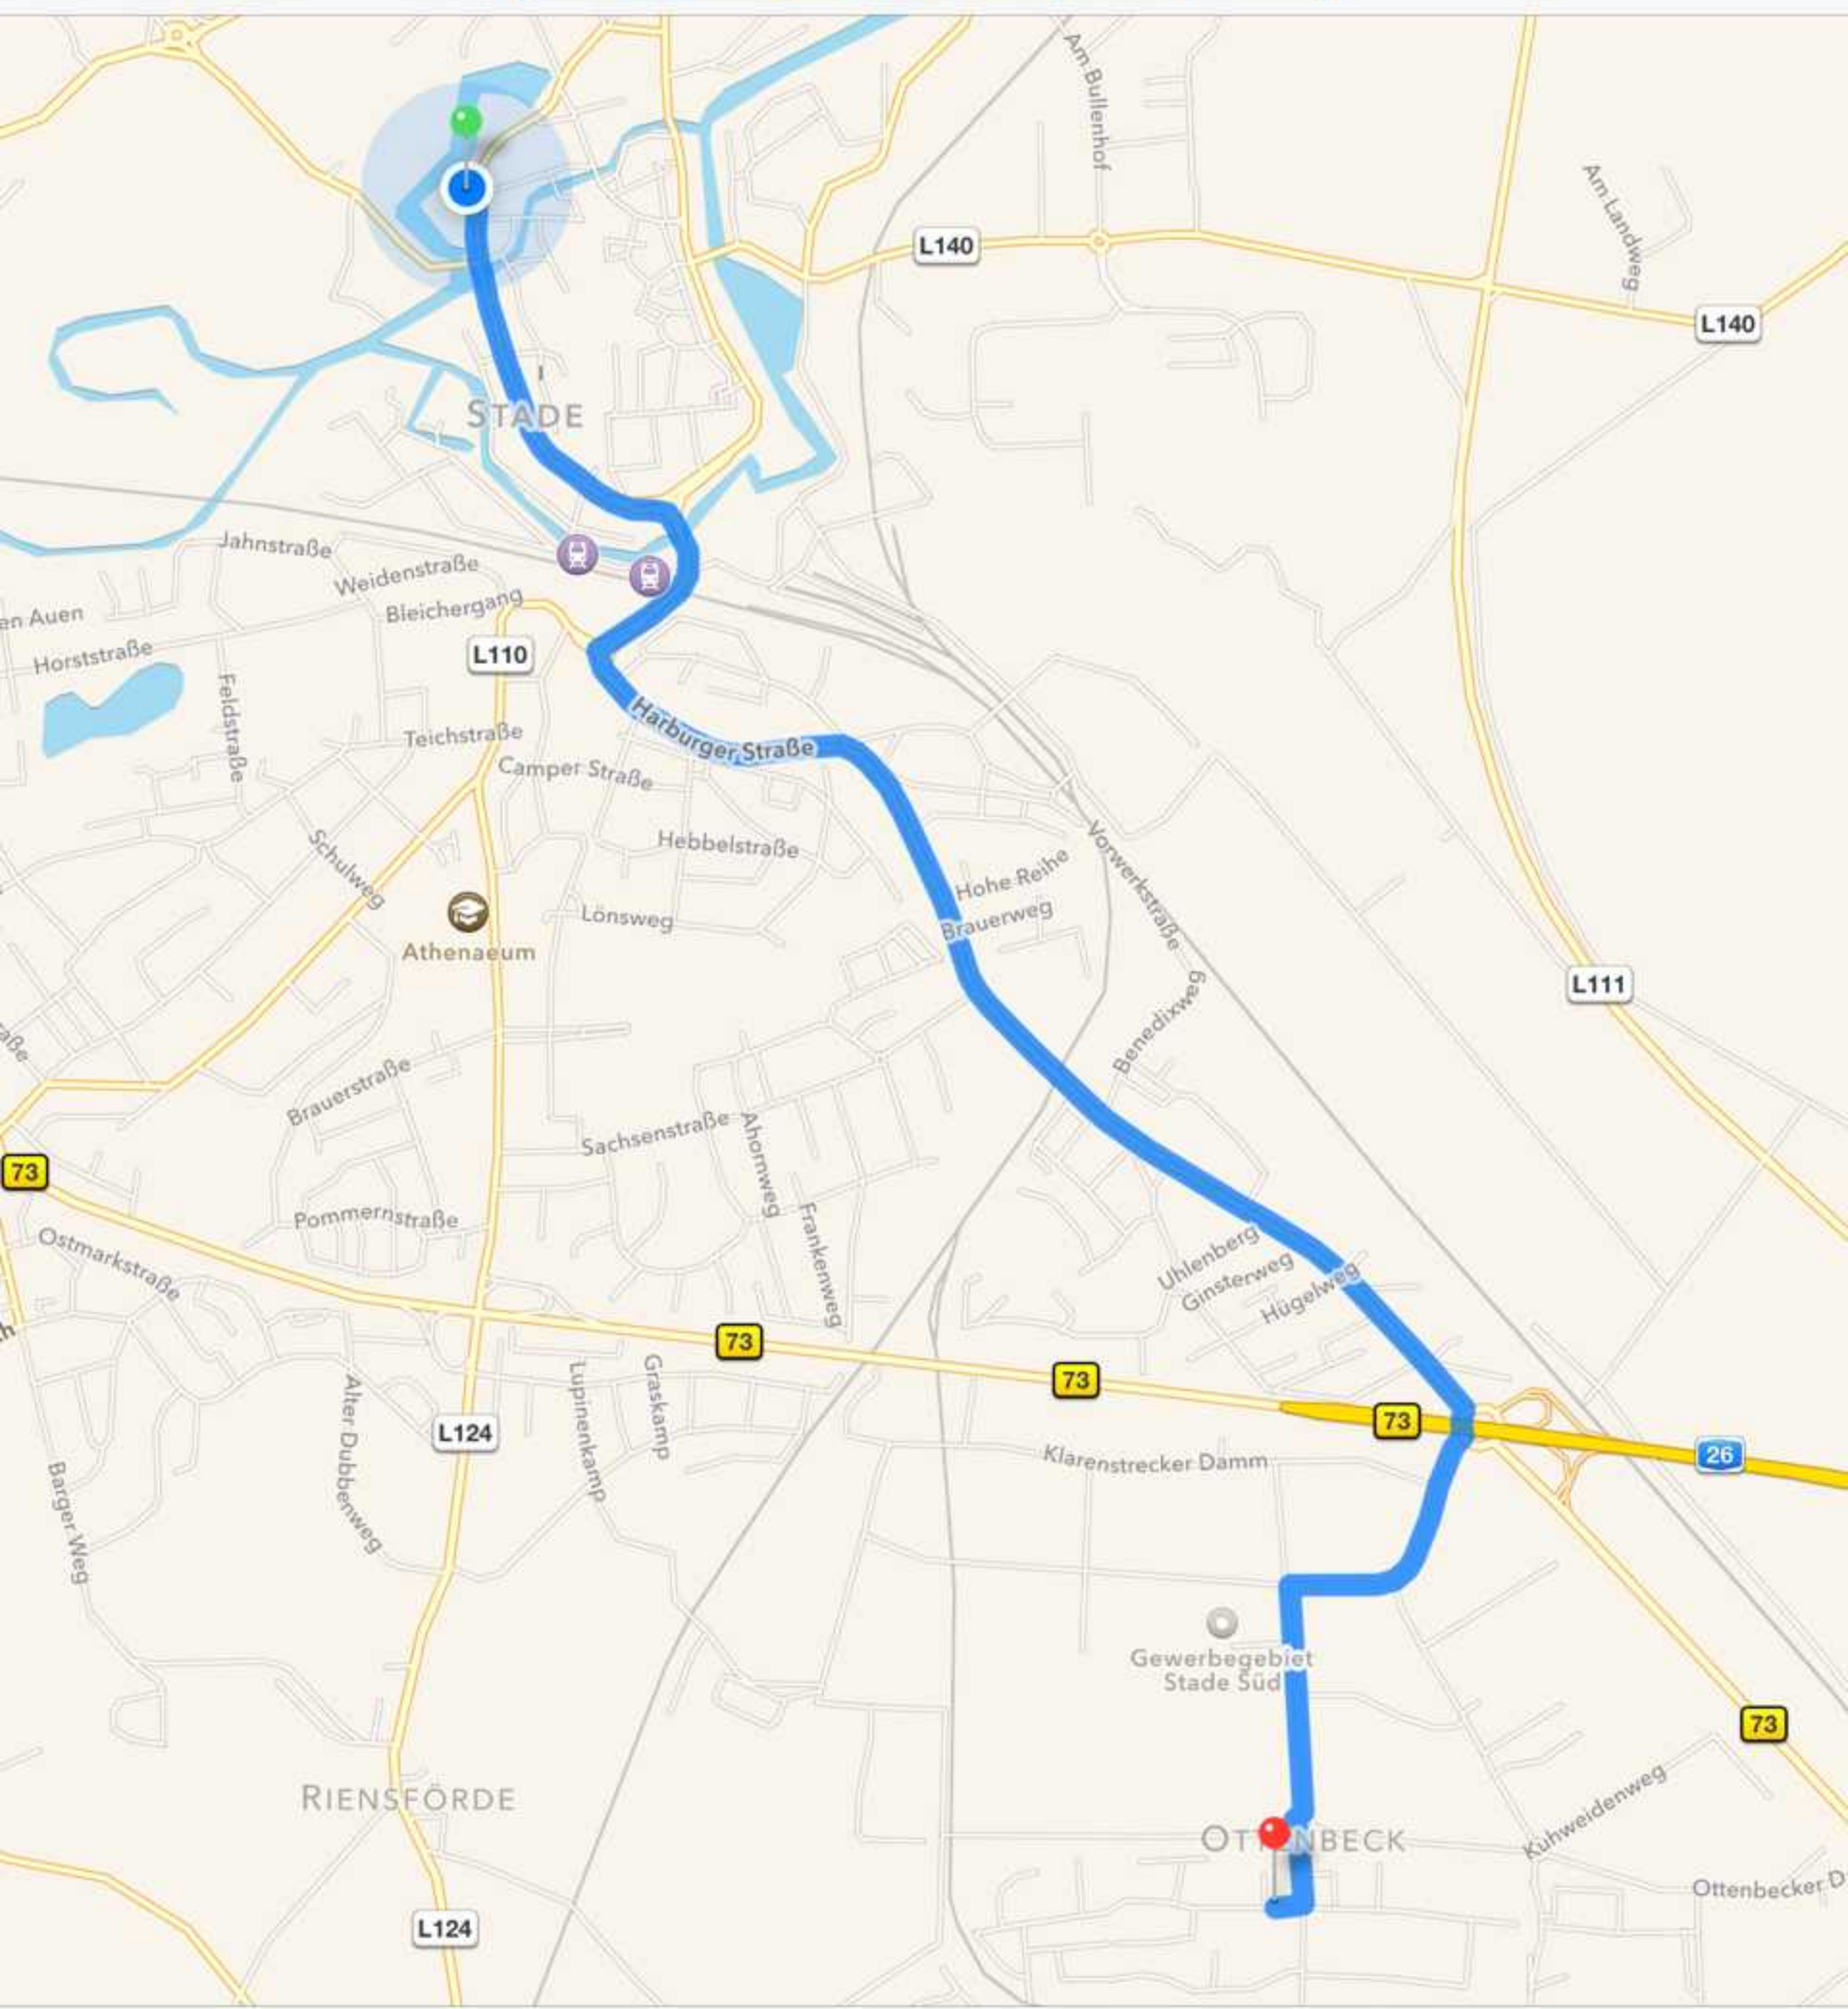 Am Bullenhof
Am Landweg
L140
L140
STADE
Jahnstraße
Weidenstraße
Bleichergang
en Auen
Horststraße
L110
Feldstraße
Harburger Straße
Teichstraße
Camper Straße
Hebbelstraße
Schulweg
Vorwerkstraße
Hohe Reihe
Brauerweg
Lönsweg
Athenaeum
L111
Benedixweg
raße
Brauerstraße
Sachsenstraße
Ahornweg
73
Pommernstraße
Frankenweg
Ostmarkstraße
Uhlenberg
Ginsterweg
Hügelweg
h
73
73
73
26
Lupinenkamp
Graskamp
Alter Dubbenweg
L124
Klarenstrecker Damm
Barger Weg
Gewerbegebiet
Stade Süd
73
RIENSFÖRDE
Kuhweidenweg
OTTENBECK
Ottenbecker D
L124